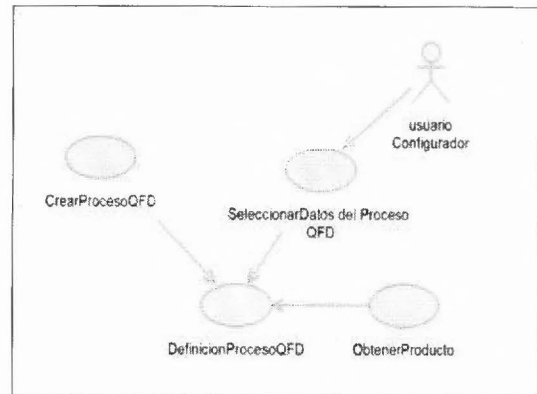 usuario
Configurador
CrearProcesoQFD
SeleccionarDatos del Proceso
QFD
DefinicionProcesoQFD
ObtenerProducto